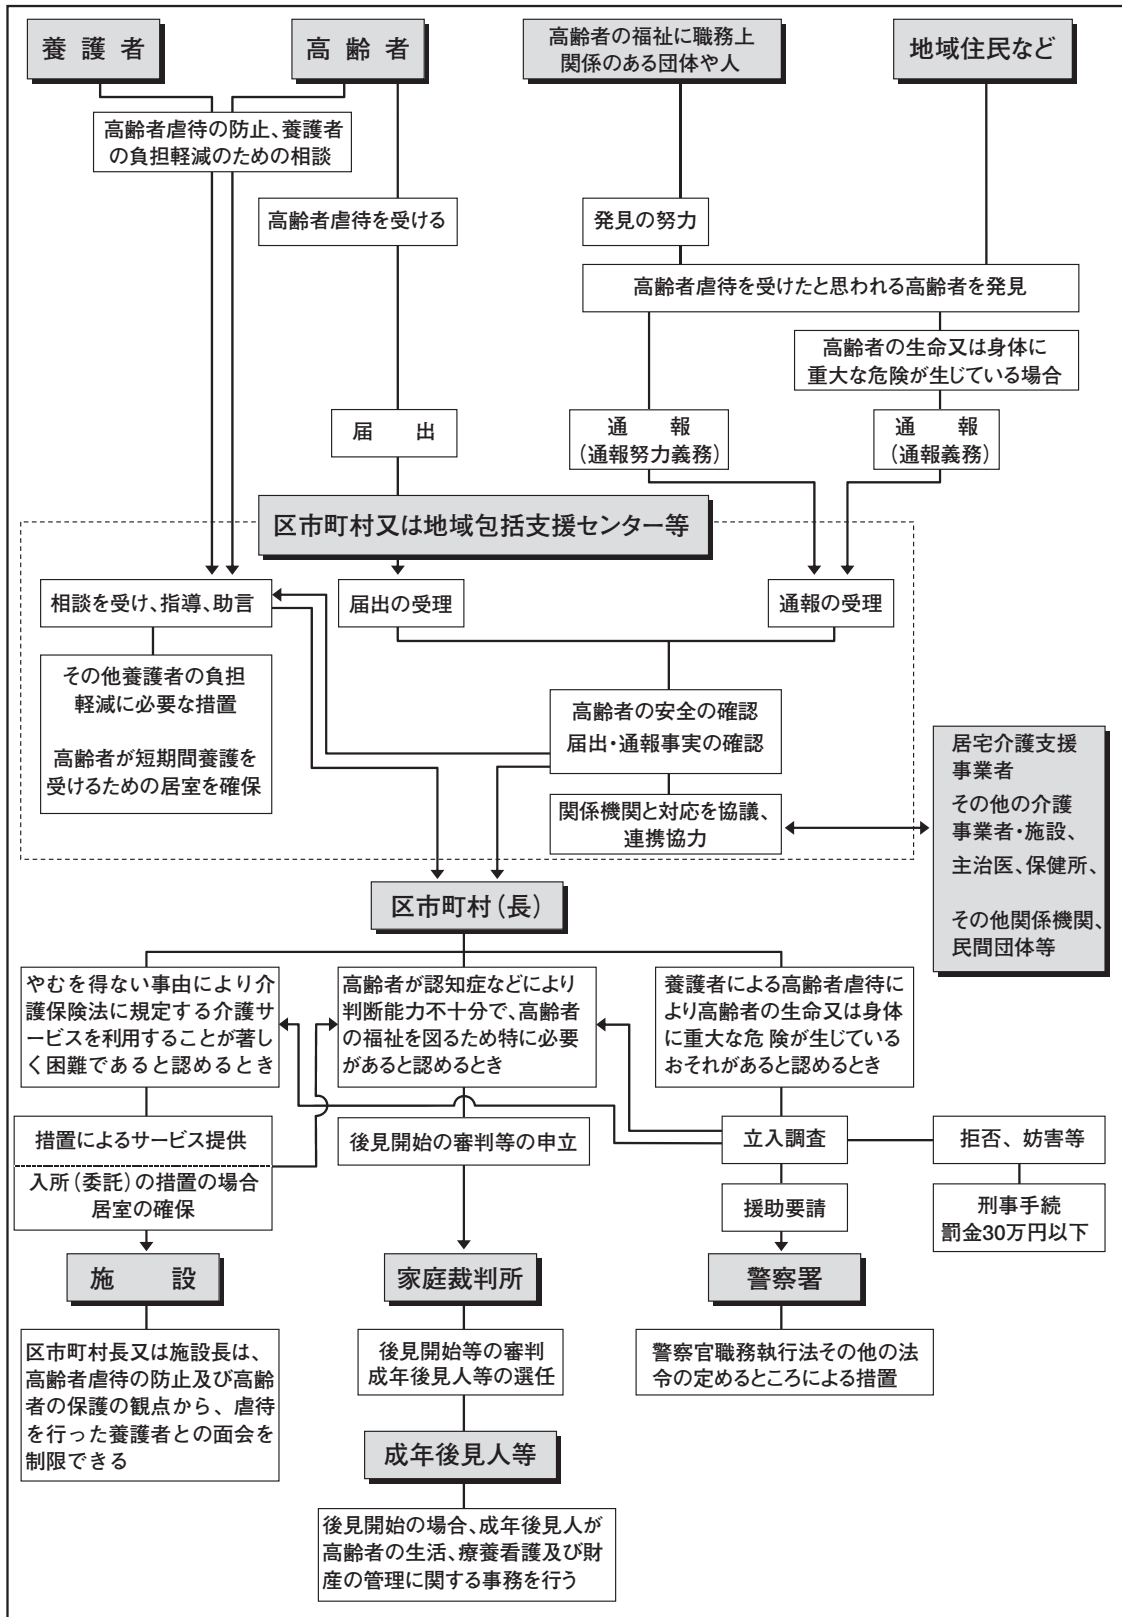 養護者
高齢者
高齢者の福祉に職務上
関係のある団体や人
地域住民など
高齢者虐待の防止、養護者
の負担軽減のための相談
高齢者虐待を受ける
発見の努力
高齢者虐待を受けたと思われる高齢者を発見
高齢者の生命又は身体に
重大な危険が生じている場合
届　出
通　報
（通報努力義務）
通　報
（通報義務）
区市町村又は地域包括支援センター等
相談を受け、指導、助言
届出の受理
通報の受理
その他養護者の負担
軽減に必要な措置
高齢者が短期間養護を
受けるための居室を確保
高齢者の安全の確認
届出・通報事実の確認
関係機関と対応を協議、
連携協力
居宅介護支援
事業者
その他の介護
事業者・施設、
主治医、保健所、
その他関係機関、
民間団体等
区市町村（長）
やむを得ない事由により介
護保険法に規定する介護サ
ービスを利用することが著し
く困難であると認めるとき
高齢者が認知症などにより
判断能力不十分で、高齢者
の福祉を図るため特に必要
があると認めるとき
養護者による高齢者虐待に
より高齢者の生命又は身体
に重大な危険が生じている
おそれがあると認めるとき
措置によるサービス提供
入所（委託）の措置の場合
居室の確保
後見開始の審判等の申立
立入調査
拒否、妨害等
援助要請
刑事手続
罰金30万円以下
施　設
家庭裁判所
警察署
区市町村長又は施設長は、
高齢者虐待の防止及び高齢
者の保護の観点から、虐待
を行った養護者との面会を
制限できる
後見開始等の審判
成年後見人等の選任
警察官職務執行法その他の法
令の定めるところによる措置
成年後見人等
後見開始の場合、成年後見人が
高齢者の生活、療養看護及び財
産の管理に関する事務を行う